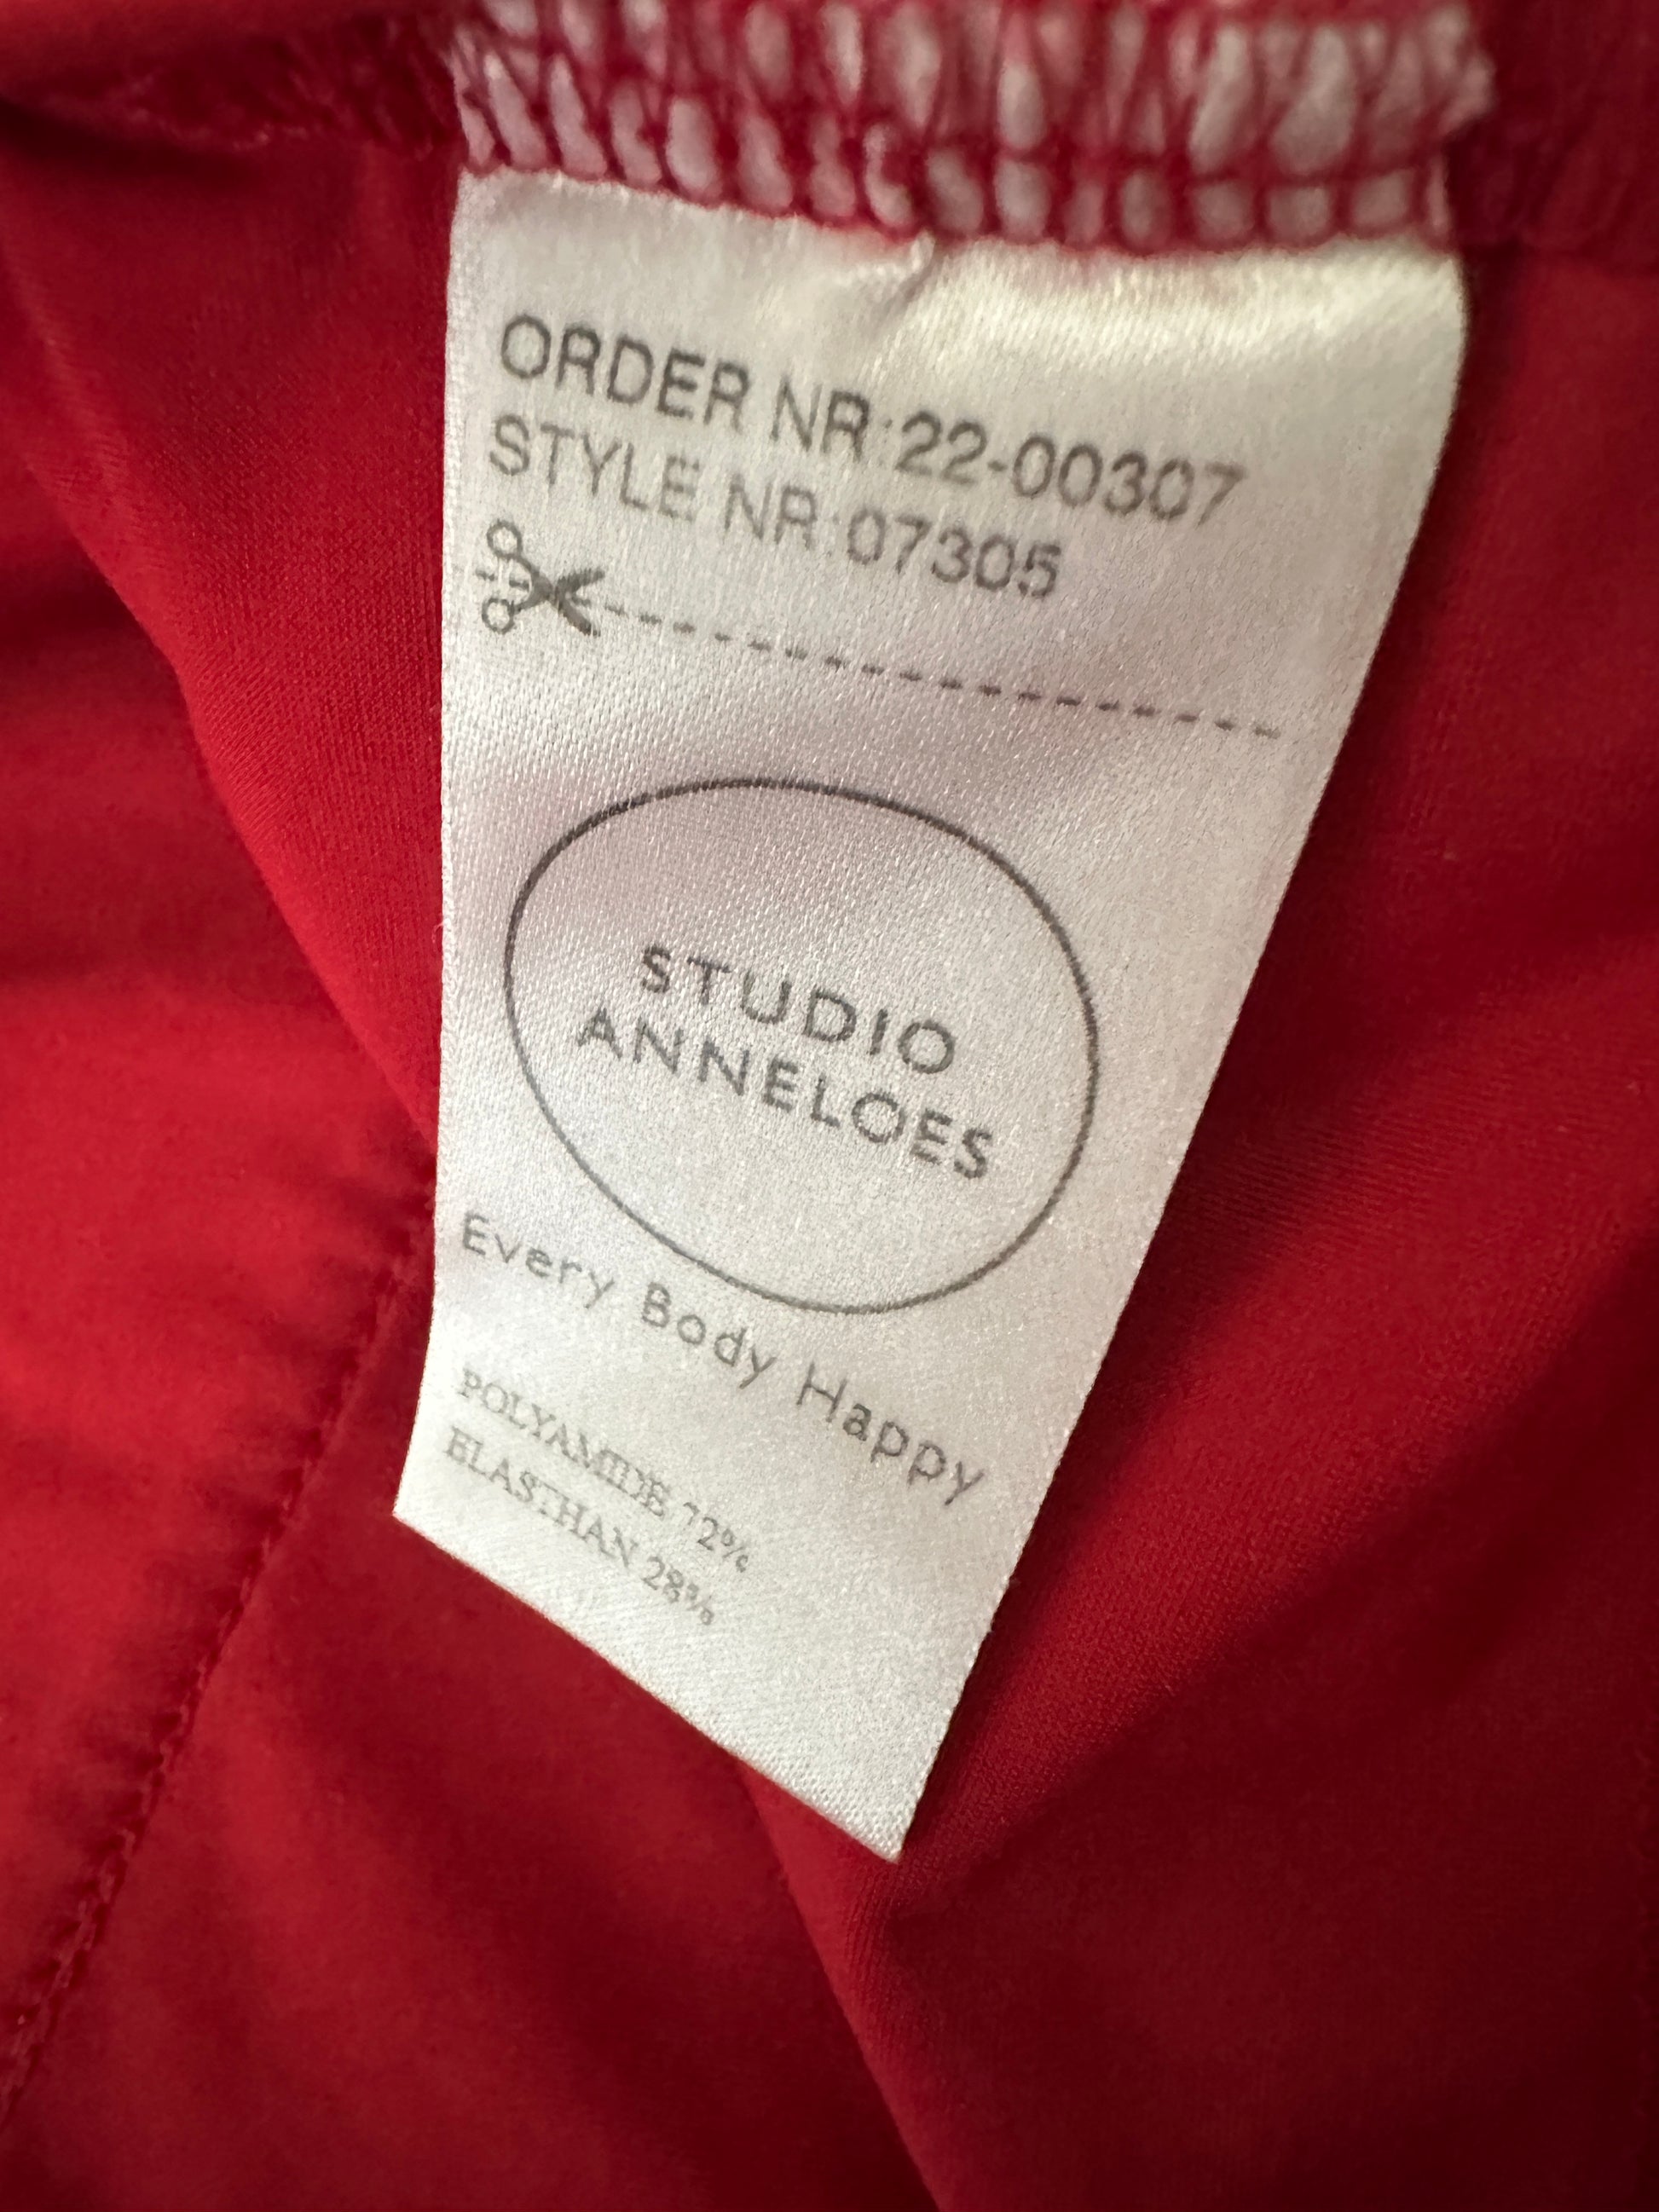 ORDER NR:22-00307
STYLE NR:07305
STUDIO
ANNELOES
Every Body Happy
POLYAMIDE 72%
ELASTHAN 28%